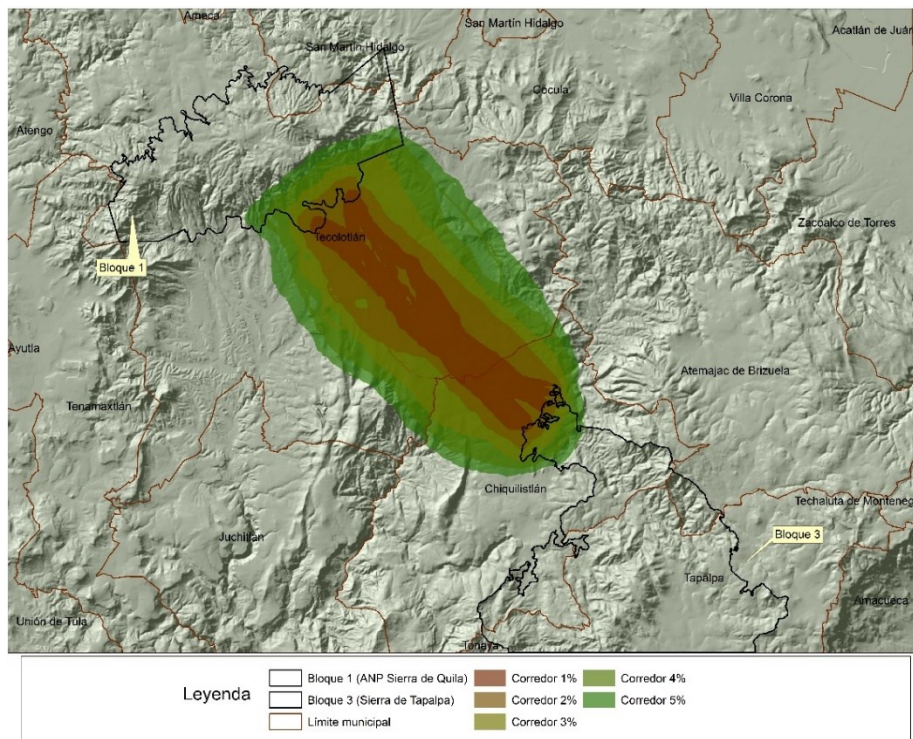 Ameca
San Martín Hidalgo
Acatlán de Juár
San Martín Hidalgo
Cocula
Villa Corona
Atengo
Zacoalco de Torres
Tecolotlán
Bloque 1
Ayutla
Atemajac de Brizuela
Tenamaxtlán
Chiquilistlán
Techaluta de Monteneg
Juchitlán
Bloque 3
Tapalpa
Amacueca
Unión de Tula
Tonaya
Leyenda
Bloque 1 (ANP Sierra de Quila)
Bloque 3 (Sierra de Tapalpa)
Límite municipal
Corredor 1%
Corredor 2%
Corredor 3%
Corredor 4%
Corredor 5%